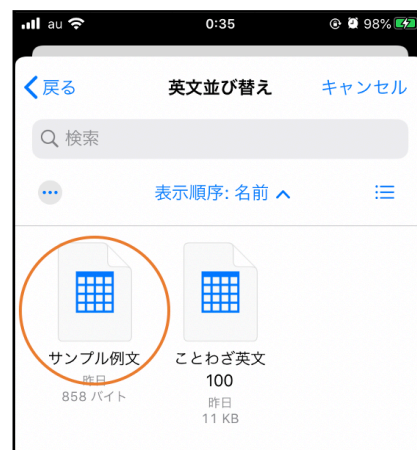 au 0:35 98%
戻る 英文並び替え キャンセル
検索
表示順序: 名前
サンプル例文 ことわざ英文
100
昨日
858 バイト
昨日
11 KB